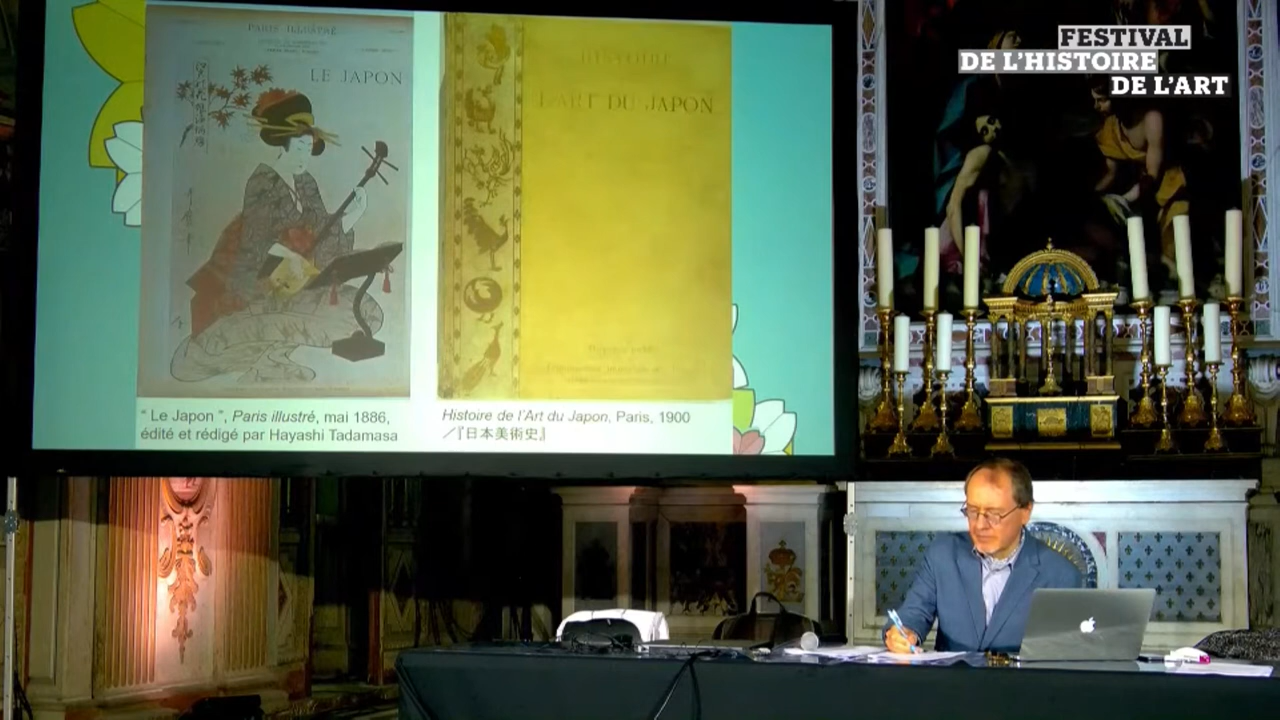 FESTIVAL
DE L'HISTOIRE
DE L'ART
PARIS ILLUSTRÉ
LE JAPON
HISTOIRE
L'ART DU JAPON
“ Le Japon ”, Paris illustré, mai 1886,
édité et rédigé par Hayashi Tadamasa
Histoire de l'Art du Japon, Paris, 1900
／『日本美術史』